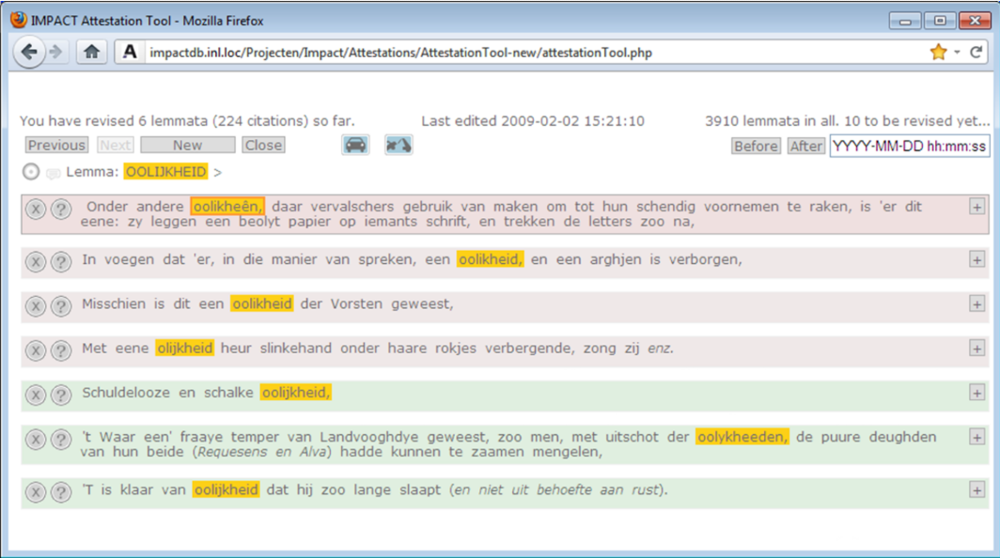 IMPACT Attestation Tool - Mozilla Firefox
A impactdb.inl.loc/Projecten/Impact/Attestations/AttestationTool-new/attestationTool.php
You have revised 6 lemmata (224 citations) so far. Last edited 2009-02-02 15:21:10 3910 lemmata in all. 10 to be revised yet...
Previous Next New Close Before After YYYY-MM-DD hh:mm:ss
Lemma: OOLIJKHEID >
X ? Onder andere oolikheên, daar vervalschers gebruik van maken om tot hun schendig voornemen te raken, is 'er dit +
eene: zy leggen een beolyt papier op iemants schrift, en trekken de letters zoo na,
X ? In voegen dat 'er, in die manier van spreken, een oolikheid, en een arghjen is verborgen, +
X ? Misschien is dit een oolikheid der Vorsten geweest, +
X ? Met eene olijkheid heur slinkehand onder haare rokjes verbergende, zong zij enz. +
X ? Schuldelooze en schalke oolijkheid, +
X ? 't Waar een' fraaye temper van Landvooghdye geweest, zoo men, met uitschot der oolykheeden, de puure deughden +
van hun beide (Requesens en Alva) hadde kunnen te zaamen mengelen,
X ? 'T is klaar van oolijkheid dat hij zoo lange slaapt (en niet uit behoefte aan rust). +